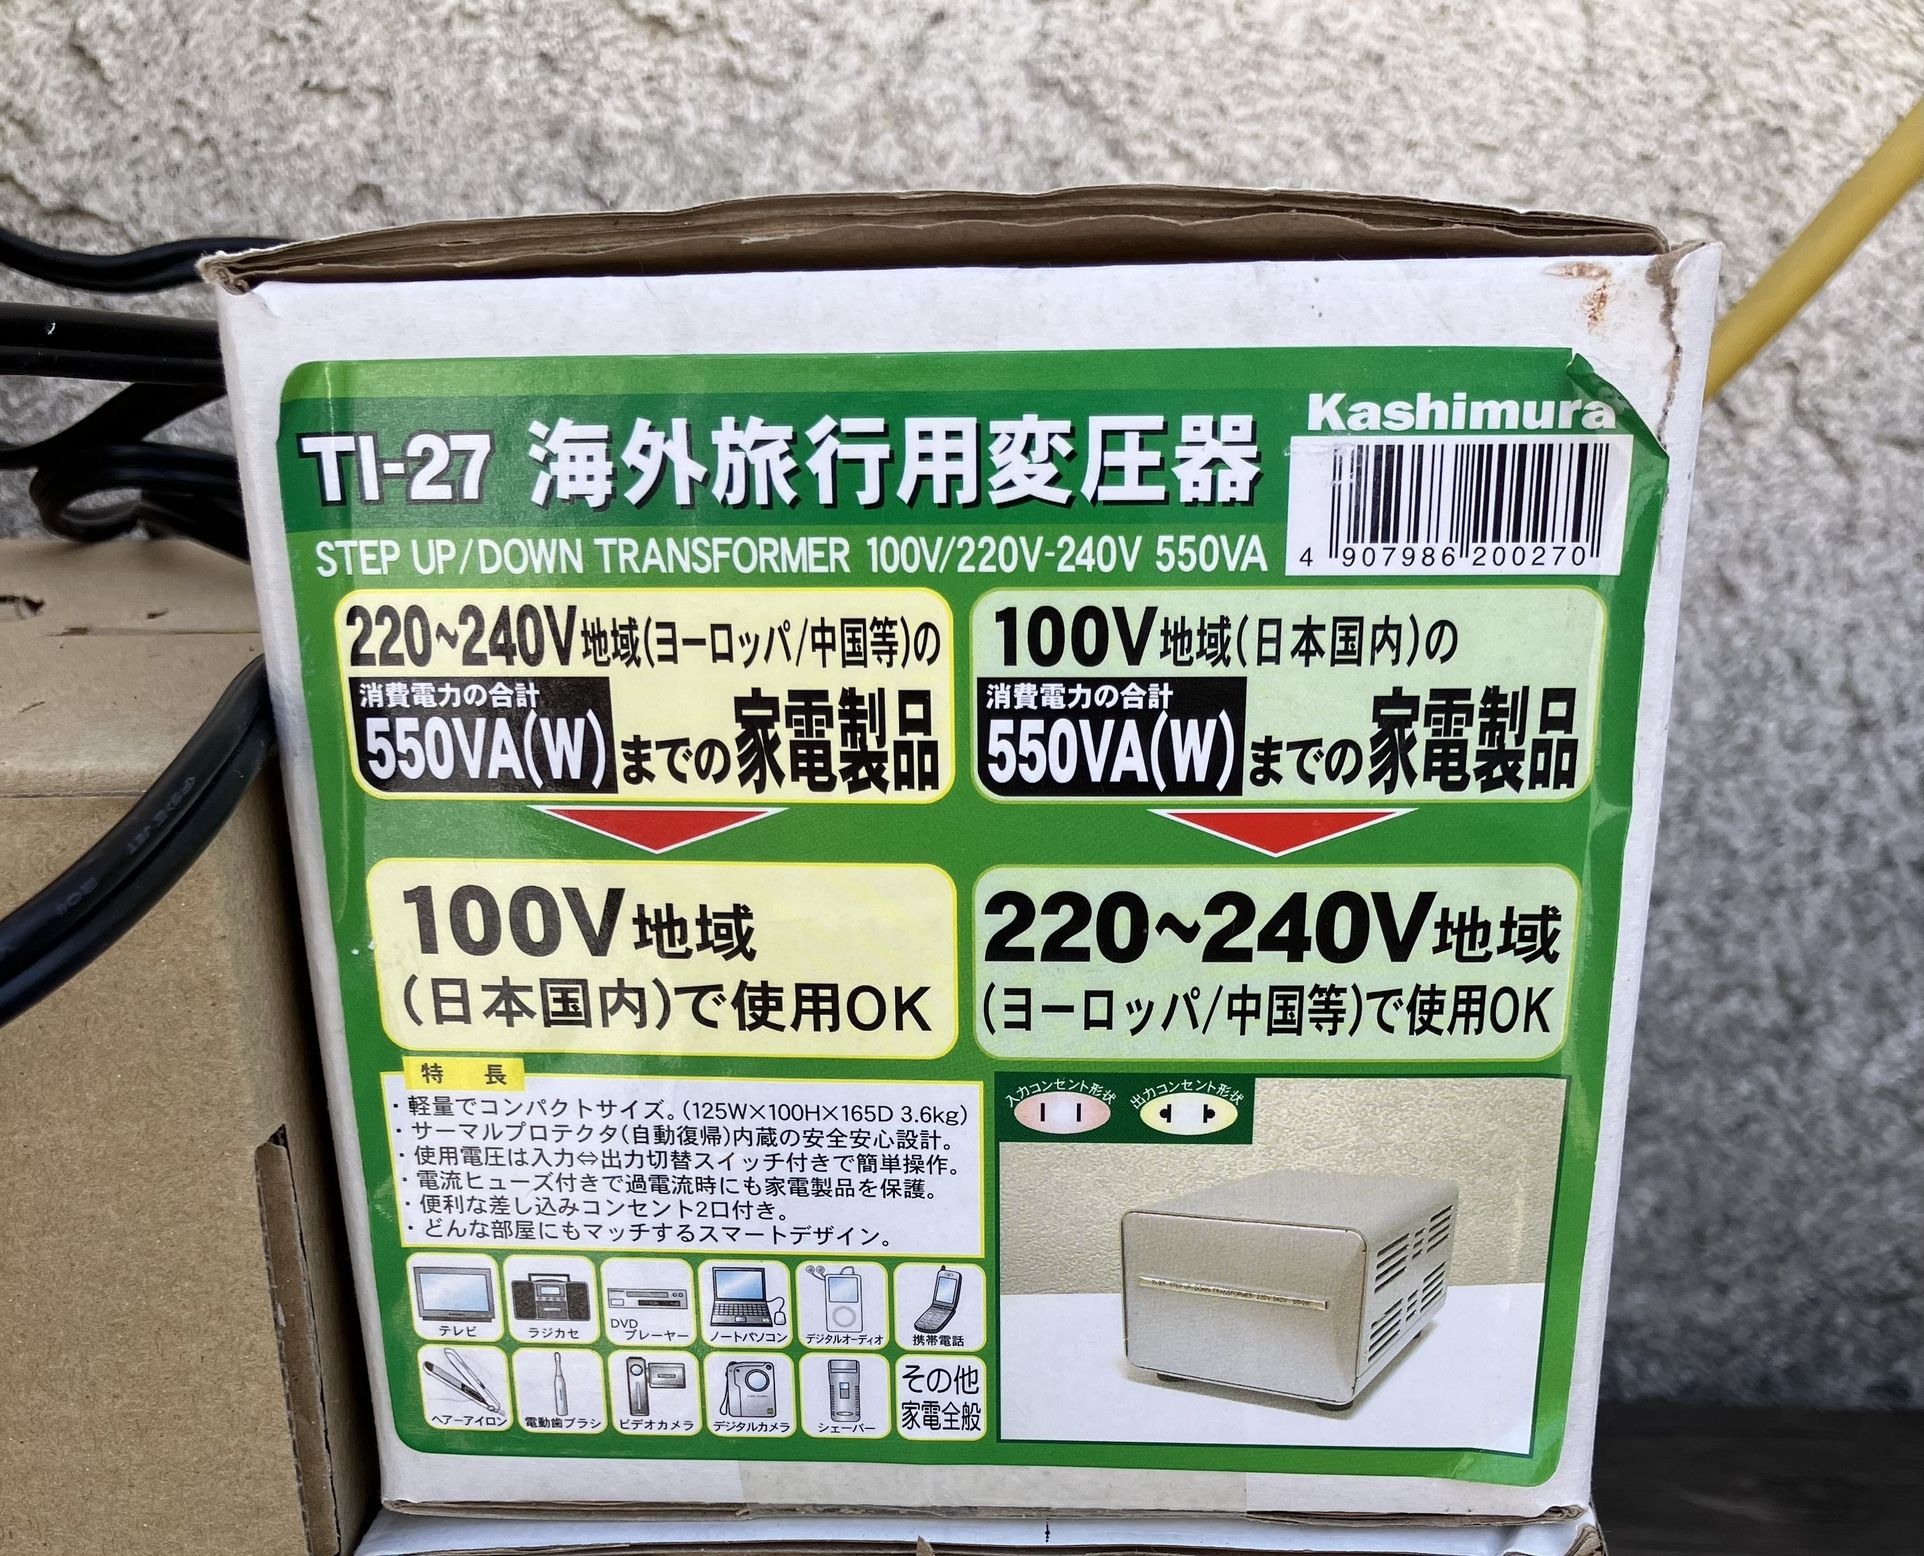 Kashimura
TI-27 海外旅行用変圧器
STEP UP/DOWN TRANSFORMER 100V/220V-240V 550VA
4 907986 200270
220~240V地域(ヨーロッパ/中国等)の
消費電力の合計
550VA(W)までの家電製品
100V地域
(日本国内)で使用OK
100V地域(日本国内)の
消費電力の合計
550VA(W)までの家電製品
220~240V地域
(ヨーロッパ/中国等)で使用OK
特 長
・軽量でコンパクトサイズ。(125W×100H×165D 3.6kg)
・サーマルプロテクタ(自動復帰)内蔵の安全安心設計。
・使用電圧は入力⇔出力切替スイッチ付きで簡単操作。
・電流ヒューズ付きで過電流時にも家電製品を保護。
・便利な差し込みコンセント2口付き。
・どんな部屋にもマッチするスマートデザイン。
テレビ
ラジカセ
DVD
プレーヤー
ノートパソコン
デジタルオーディオ
携帯電話
ヘアーアイロン
電動歯ブラシ
ビデオカメラ
デジタルカメラ
シェーバー
その他
家電全般
入力コンセント形状
出力コンセント形状
TI-27 STEP UP/DOWN TRANSFORMER 220V-240V 550W